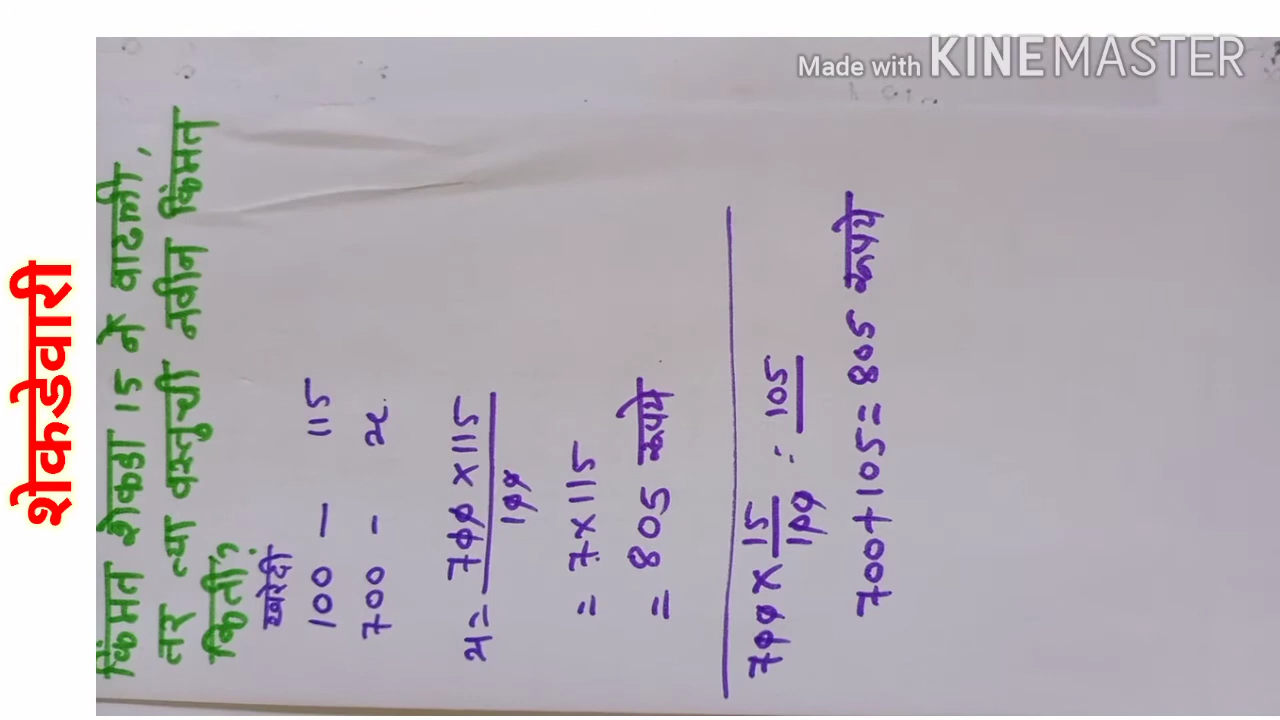 Made with KINEMASTER
शेकडेवारी
किंमत शेकडा 15 ने वाढली,
तर त्या वस्तुची नवीन किंमत
किती?
खरेदी
100 — 115
700 - x
x = 700 × 115
100
= 7 × 115
= 805 रूपये
700 × 15 = 105
100
700 + 105 = 805 रूपये